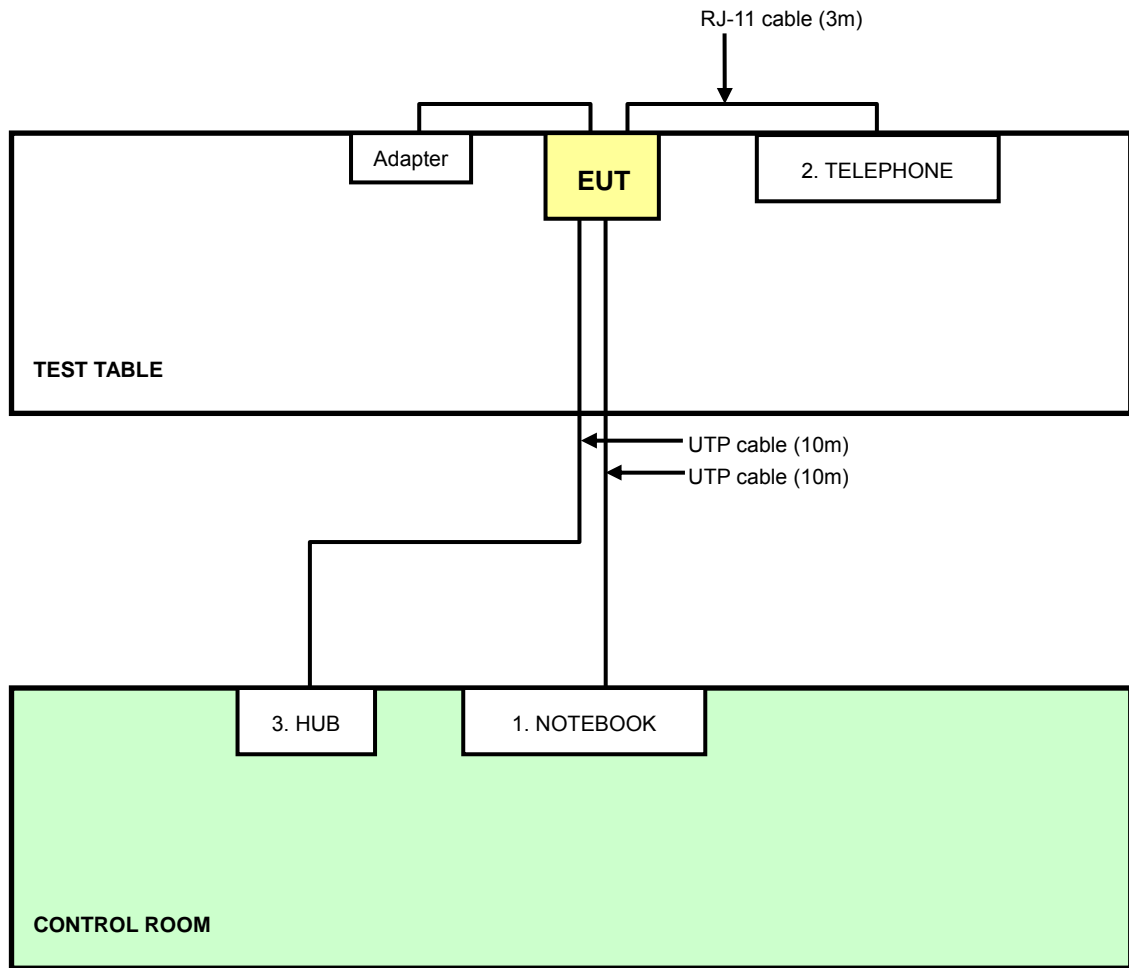 RJ-11 cable (3m)
Adapter
EUT
2. TELEPHONE
TEST TABLE
UTP cable (10m)
UTP cable (10m)
3. HUB
1. NOTEBOOK
CONTROL ROOM